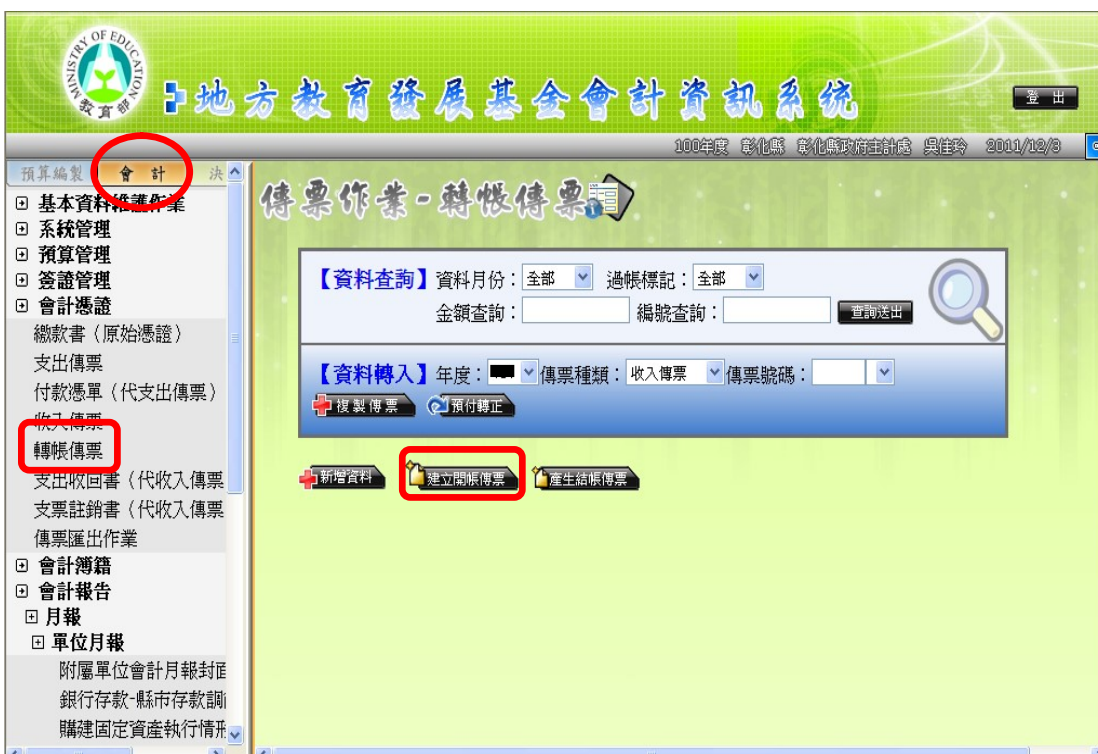 MINISTRY OF EDUCATION
教育部
地方教育發展基金會計資訊系統
登 出
100年度 彰化縣 彰化縣政府主計處 吳佳玲 2011/12/3
預算編製 會 計 決
基本資料維護作業
系統管理
預算管理
簽證管理
會計憑證
繳款書（原始憑證）
支出傳票
付款憑單（代支出傳票）
收入傳票
轉帳傳票
支出收回書（代收入傳票
支票註銷書（代收入傳票
傳票匯出作業
會計簿籍
會計報告
月報
單位月報
附屬單位會計月報封面
銀行存款-縣市存款調
購建固定資產執行情形
傳票作業-轉帳傳票
【資料查詢】資料月份：全部 過帳標記：全部
金額查詢： 編號查詢： 查詢送出
【資料轉入】年度： 傳票種類：收入傳票 傳票號碼：
複製傳票 預付轉正
新增資料 建立開帳傳票 產生結帳傳票